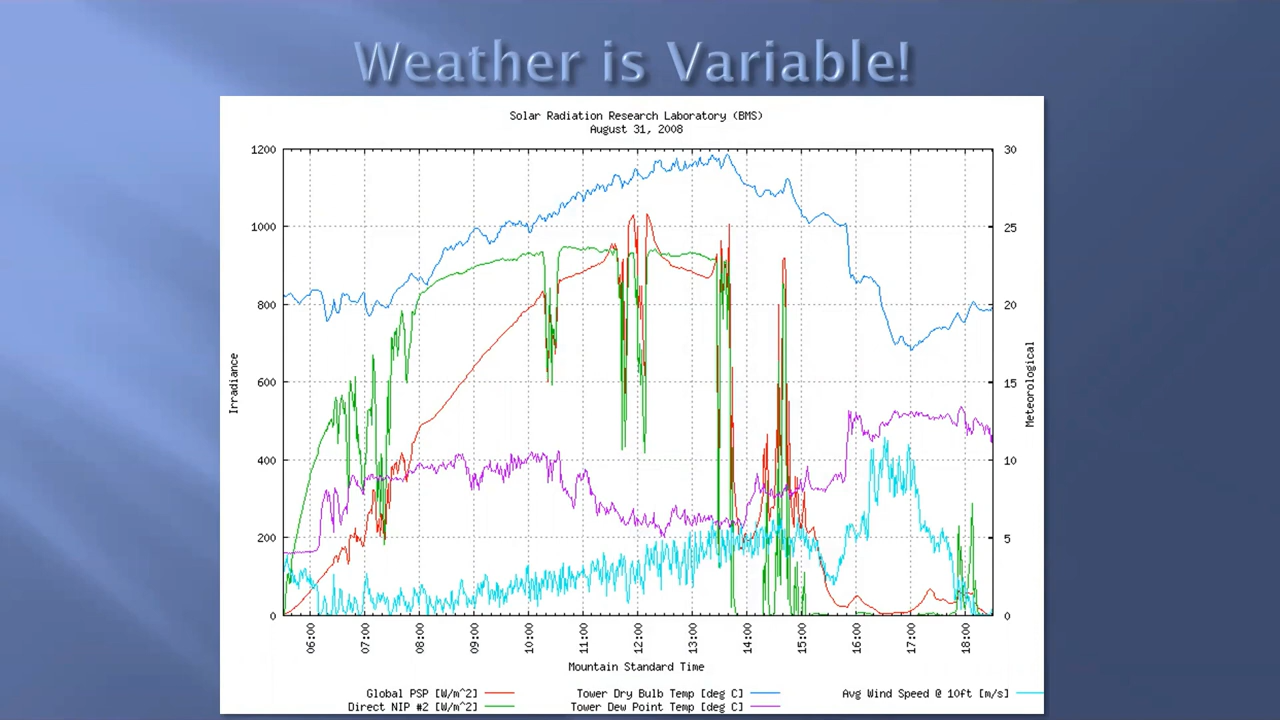 Weather is Variable!
Solar Radiation Research Laboratory (BMS)
August 31, 2008
1200
1000
800
600
400
200
0
30
25
20
15
10
5
0
Irradiance
Meteorological
06:00
07:00
08:00
09:00
10:00
11:00
12:00
13:00
14:00
15:00
16:00
17:00
18:00
Mountain Standard Time
Global PSP [W/m^2]
Direct NIP #2 [W/m^2]
Tower Dry Bulb Temp [deg C]
Tower Dew Point Temp [deg C]
Avg Wind Speed @ 10ft [m/s]